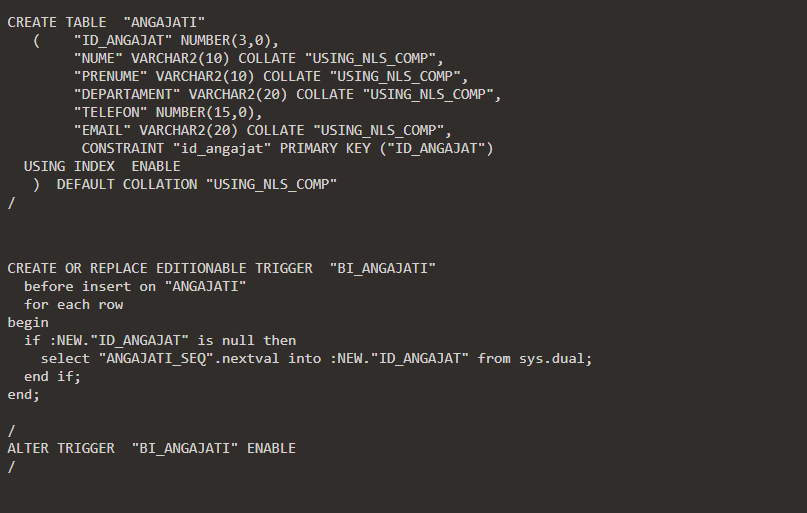 CREATE TABLE  "ANGAJATI"
   (    "ID_ANGAJAT" NUMBER(3,0),
        "NUME" VARCHAR2(10) COLLATE "USING_NLS_COMP",
        "PRENUME" VARCHAR2(10) COLLATE "USING_NLS_COMP",
        "DEPARTAMENT" VARCHAR2(20) COLLATE "USING_NLS_COMP",
        "TELEFON" NUMBER(15,0),
        "EMAIL" VARCHAR2(20) COLLATE "USING_NLS_COMP",
         CONSTRAINT "id_angajat" PRIMARY KEY ("ID_ANGAJAT")
  USING INDEX  ENABLE
   )  DEFAULT COLLATION "USING_NLS_COMP"
/
CREATE OR REPLACE EDITIONABLE TRIGGER  "BI_ANGAJATI"
  before insert on "ANGAJATI"
  for each row
begin
  if :NEW."ID_ANGAJAT" is null then
    select "ANGAJATI_SEQ".nextval into :NEW."ID_ANGAJAT" from sys.dual;
  end if;
end;
/
ALTER TRIGGER  "BI_ANGAJATI" ENABLE
/